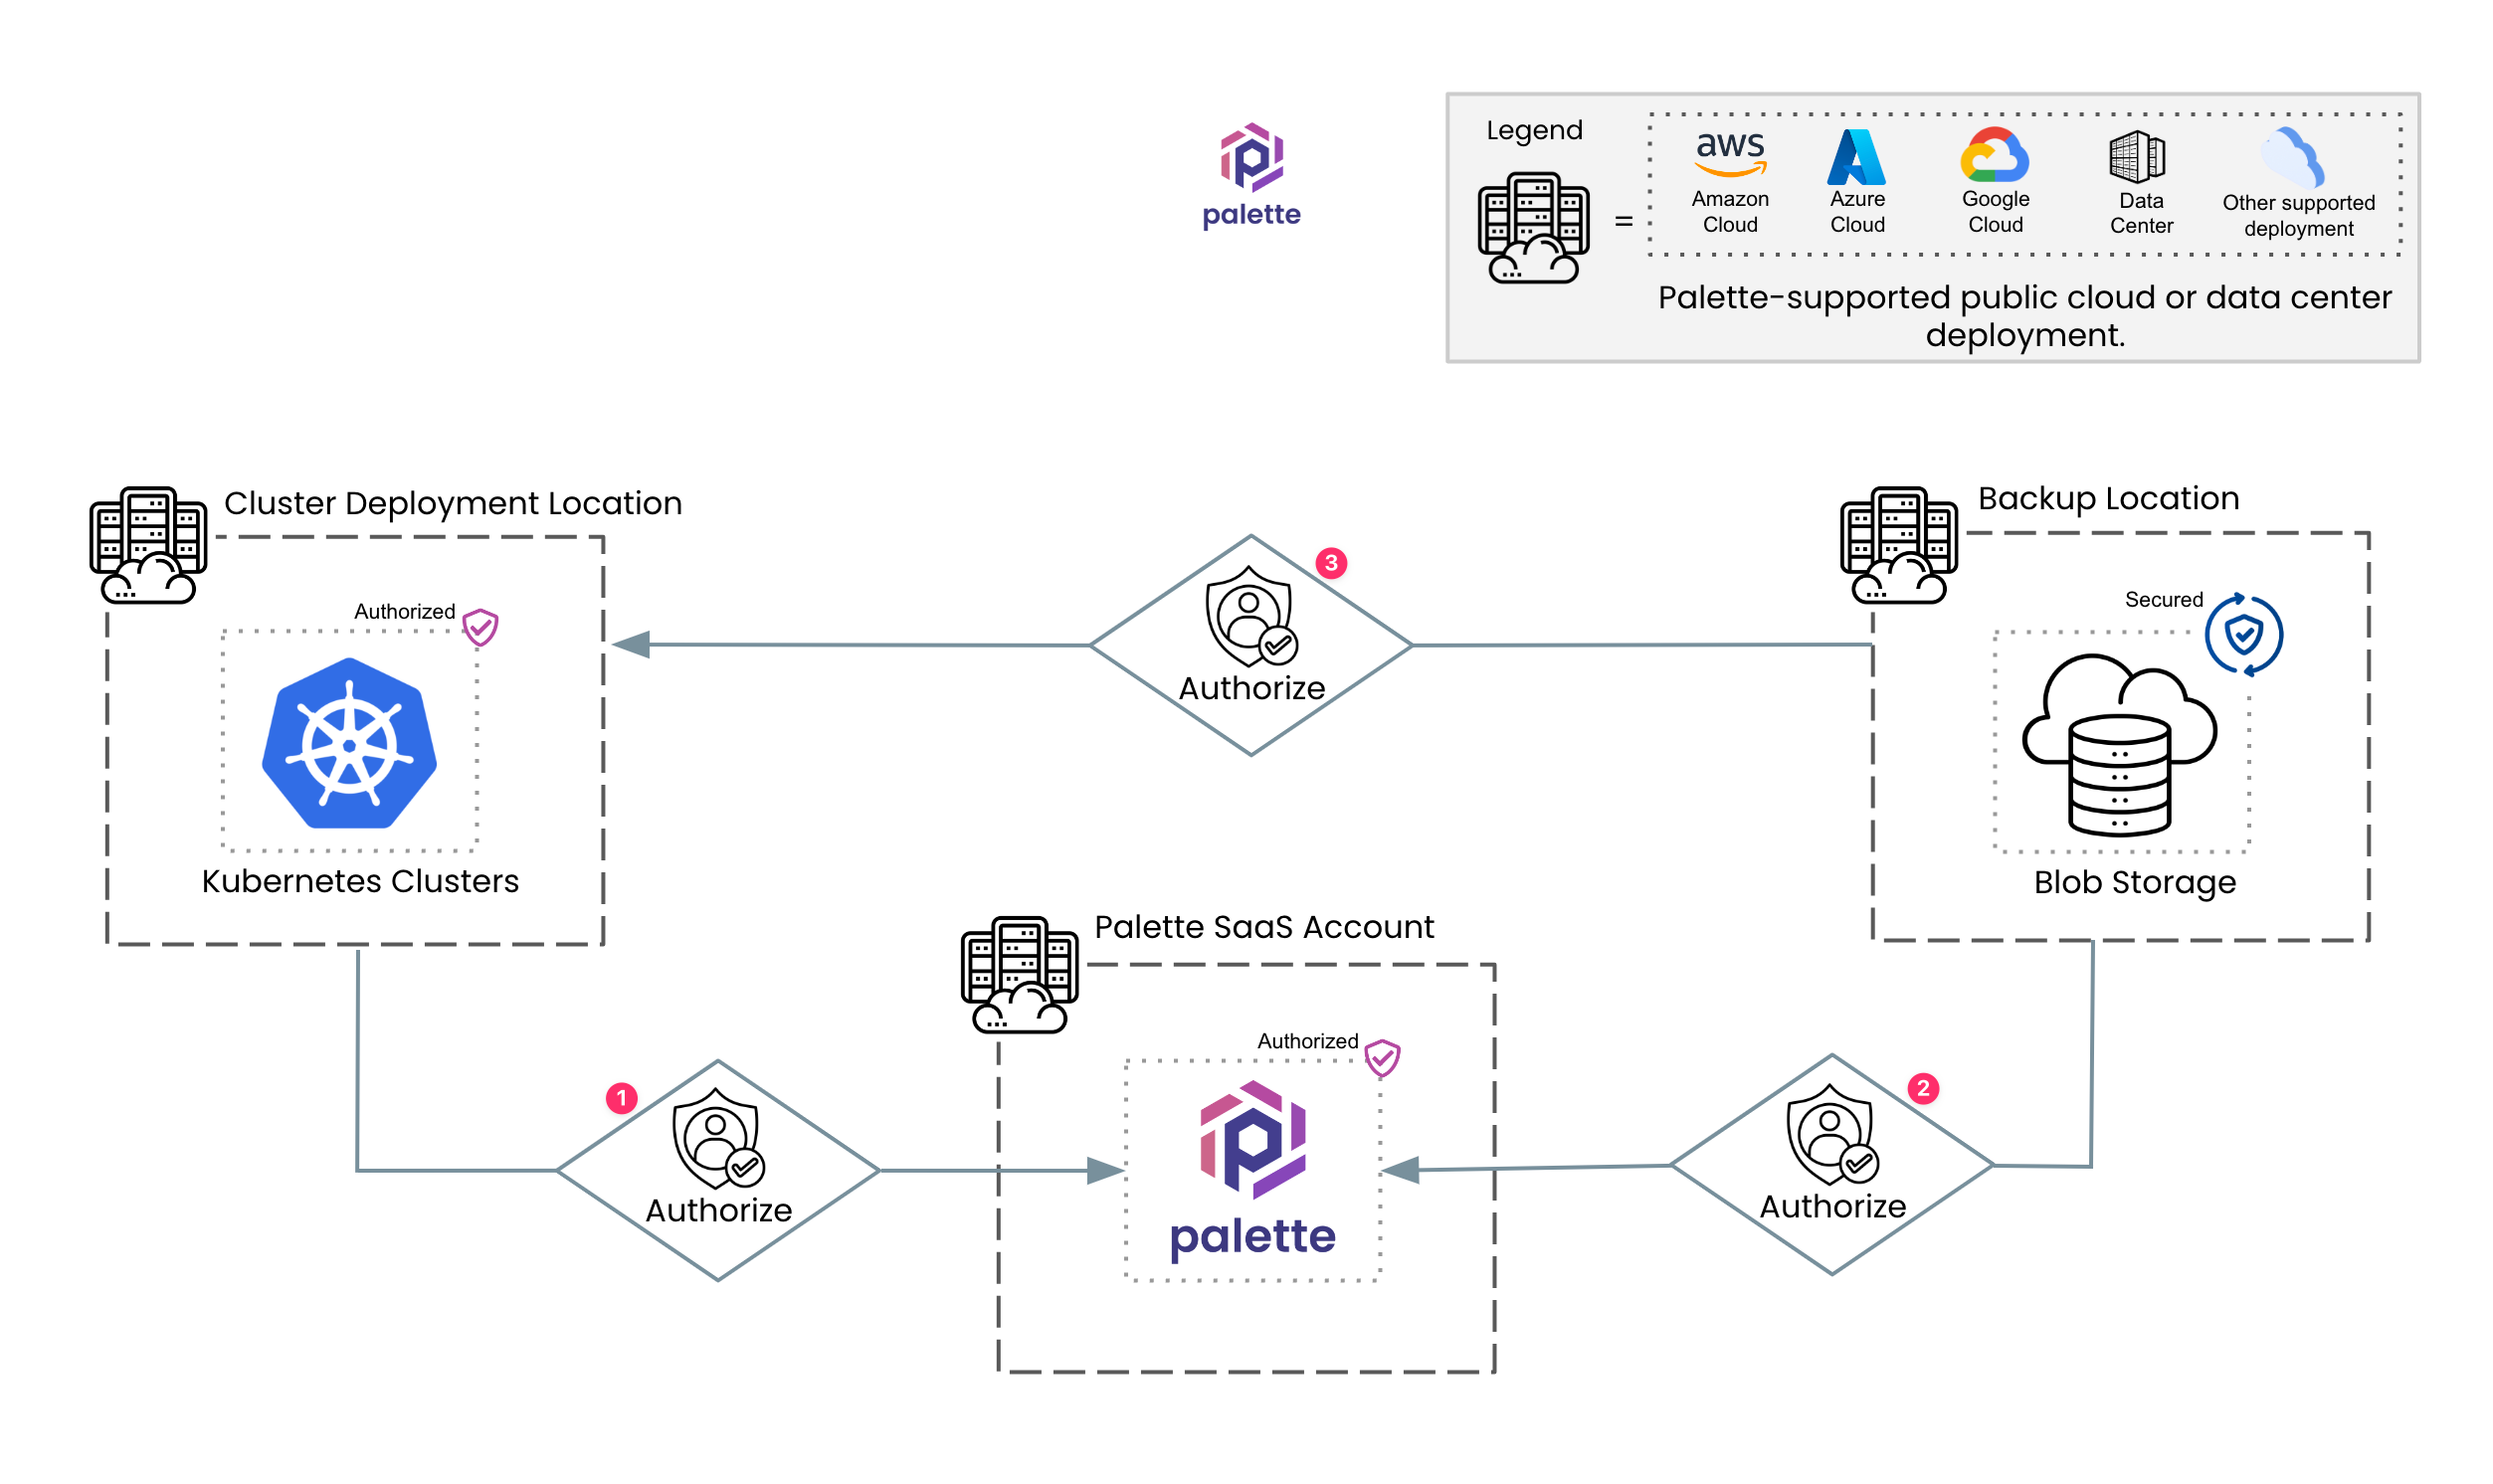 palette
Legend
aws
Amazon
Cloud
Azure
Cloud
Google
Cloud
Data
Center
Other supported
deployment
=
Palette-supported public cloud or data center
deployment.
Cluster Deployment Location
Authorized
Kubernetes Clusters
3
Authorize
Backup Location
Secured
Blob Storage
Palette SaaS Account
Authorized
palette
1
Authorize
2
Authorize